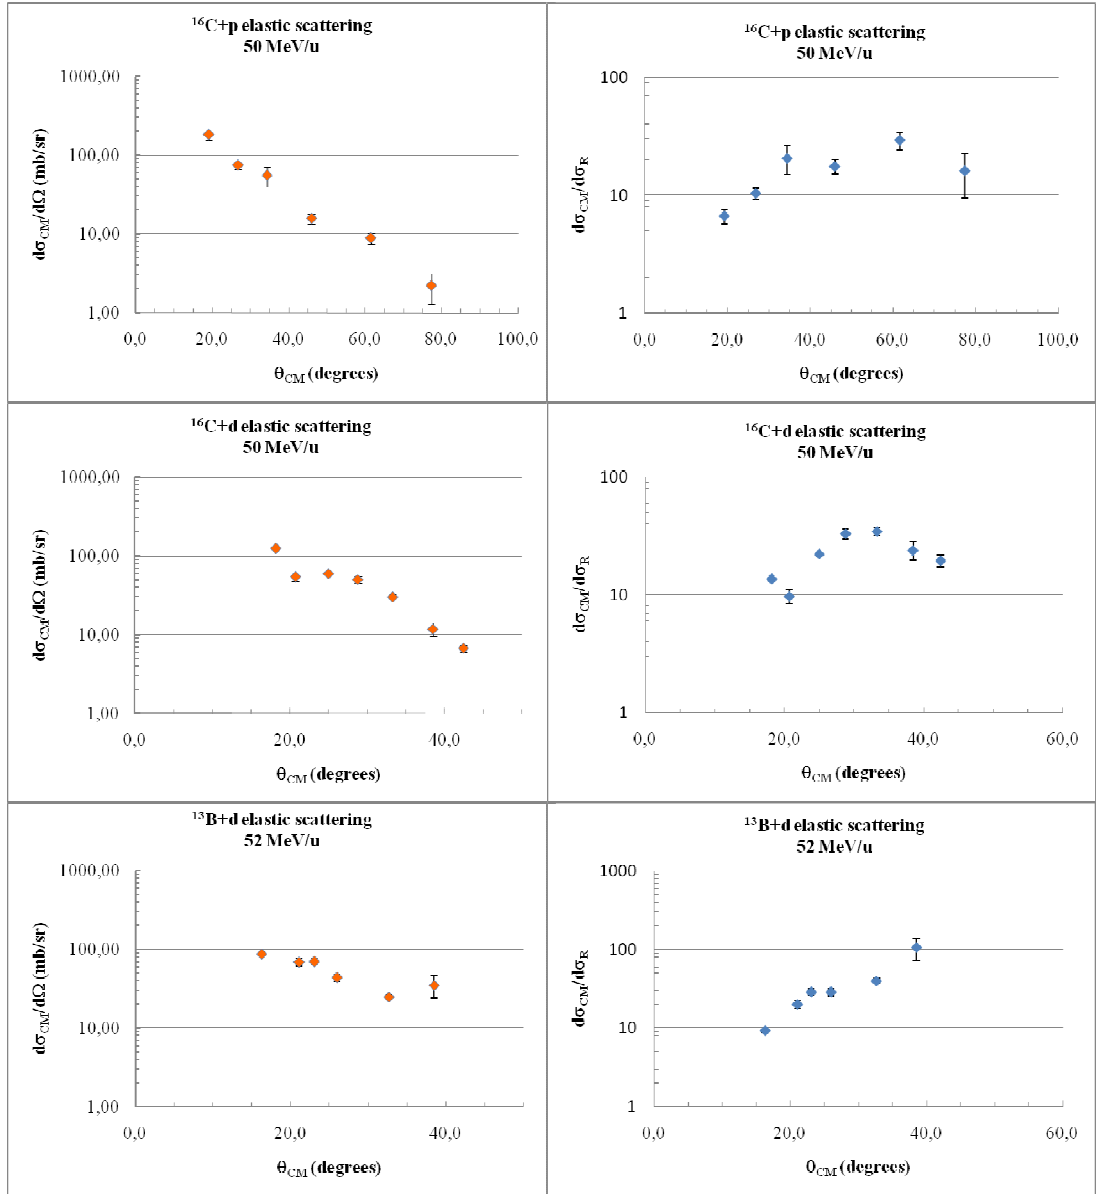 ¹⁶C+p elastic scattering
50 MeV/u
1000,00
100,00
10,00
1,00
0,0 20,0 40,0 60,0 80,0 100,0
dσCM/dΩ (mb/sr)
θCM (degrees)
¹⁶C+p elastic scattering
50 MeV/u
100
10
1
0,0 20,0 40,0 60,0 80,0 100,0
dσCM/dσR
θCM (degrees)
¹⁶C+d elastic scattering
50 MeV/u
1000,00
100,00
10,00
1,00
0,0 20,0 40,0
dσCM/dΩ (mb/sr)
θCM (degrees)
¹⁶C+d elastic scattering
50 MeV/u
100
10
1
0,0 20,0 40,0 60,0
dσCM/dσR
θCM (degrees)
¹³B+d elastic scattering
52 MeV/u
1000,00
100,00
10,00
1,00
0,0 20,0 40,0
dσCM/dΩ (mb/sr)
θCM (degrees)
¹³B+d elastic scattering
52 MeV/u
1000
100
10
1
0,0 20,0 40,0 60,0
dσCM/dσR
θCM (degrees)